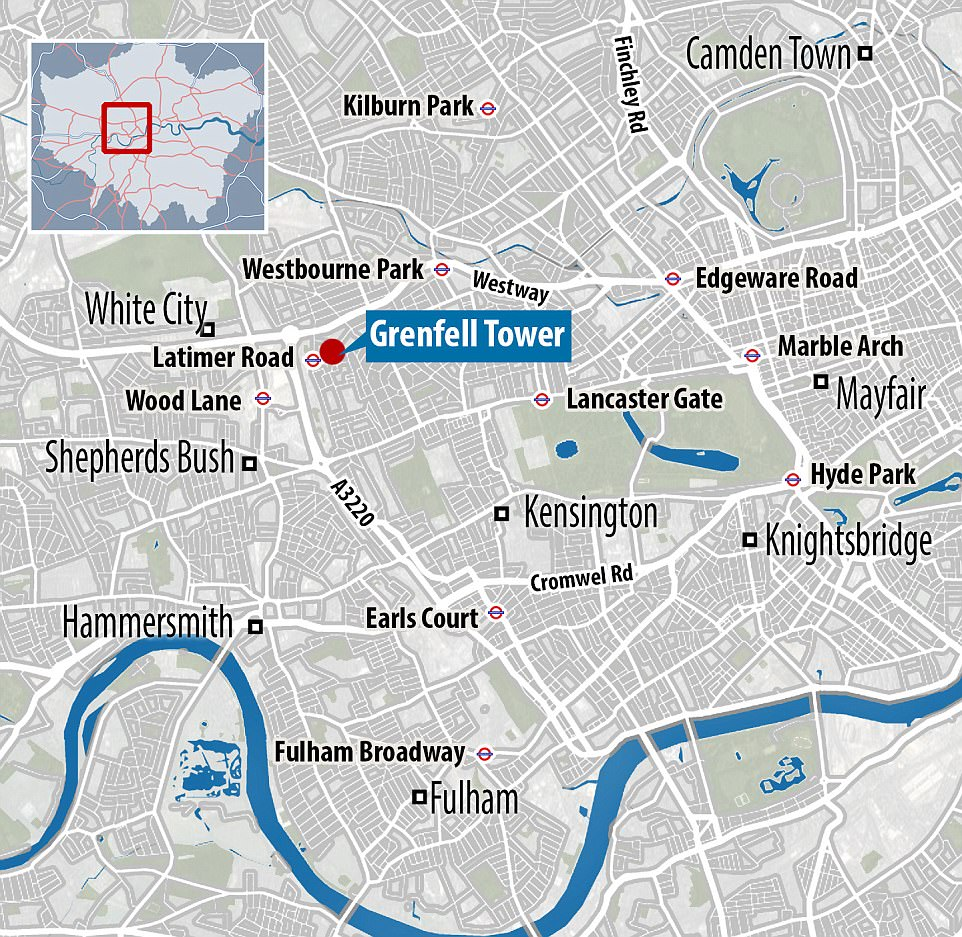 Finchley Rd
Camden Town
Kilburn Park
Westbourne Park
Westway
Edgeware Road
White City
Grenfell Tower
Latimer Road
Marble Arch
Wood Lane
Lancaster Gate
Mayfair
Shepherds Bush
Hyde Park
A3220
Kensington
Knightsbridge
Cromwel Rd
Hammersmith
Earls Court
Fulham Broadway
Fulham